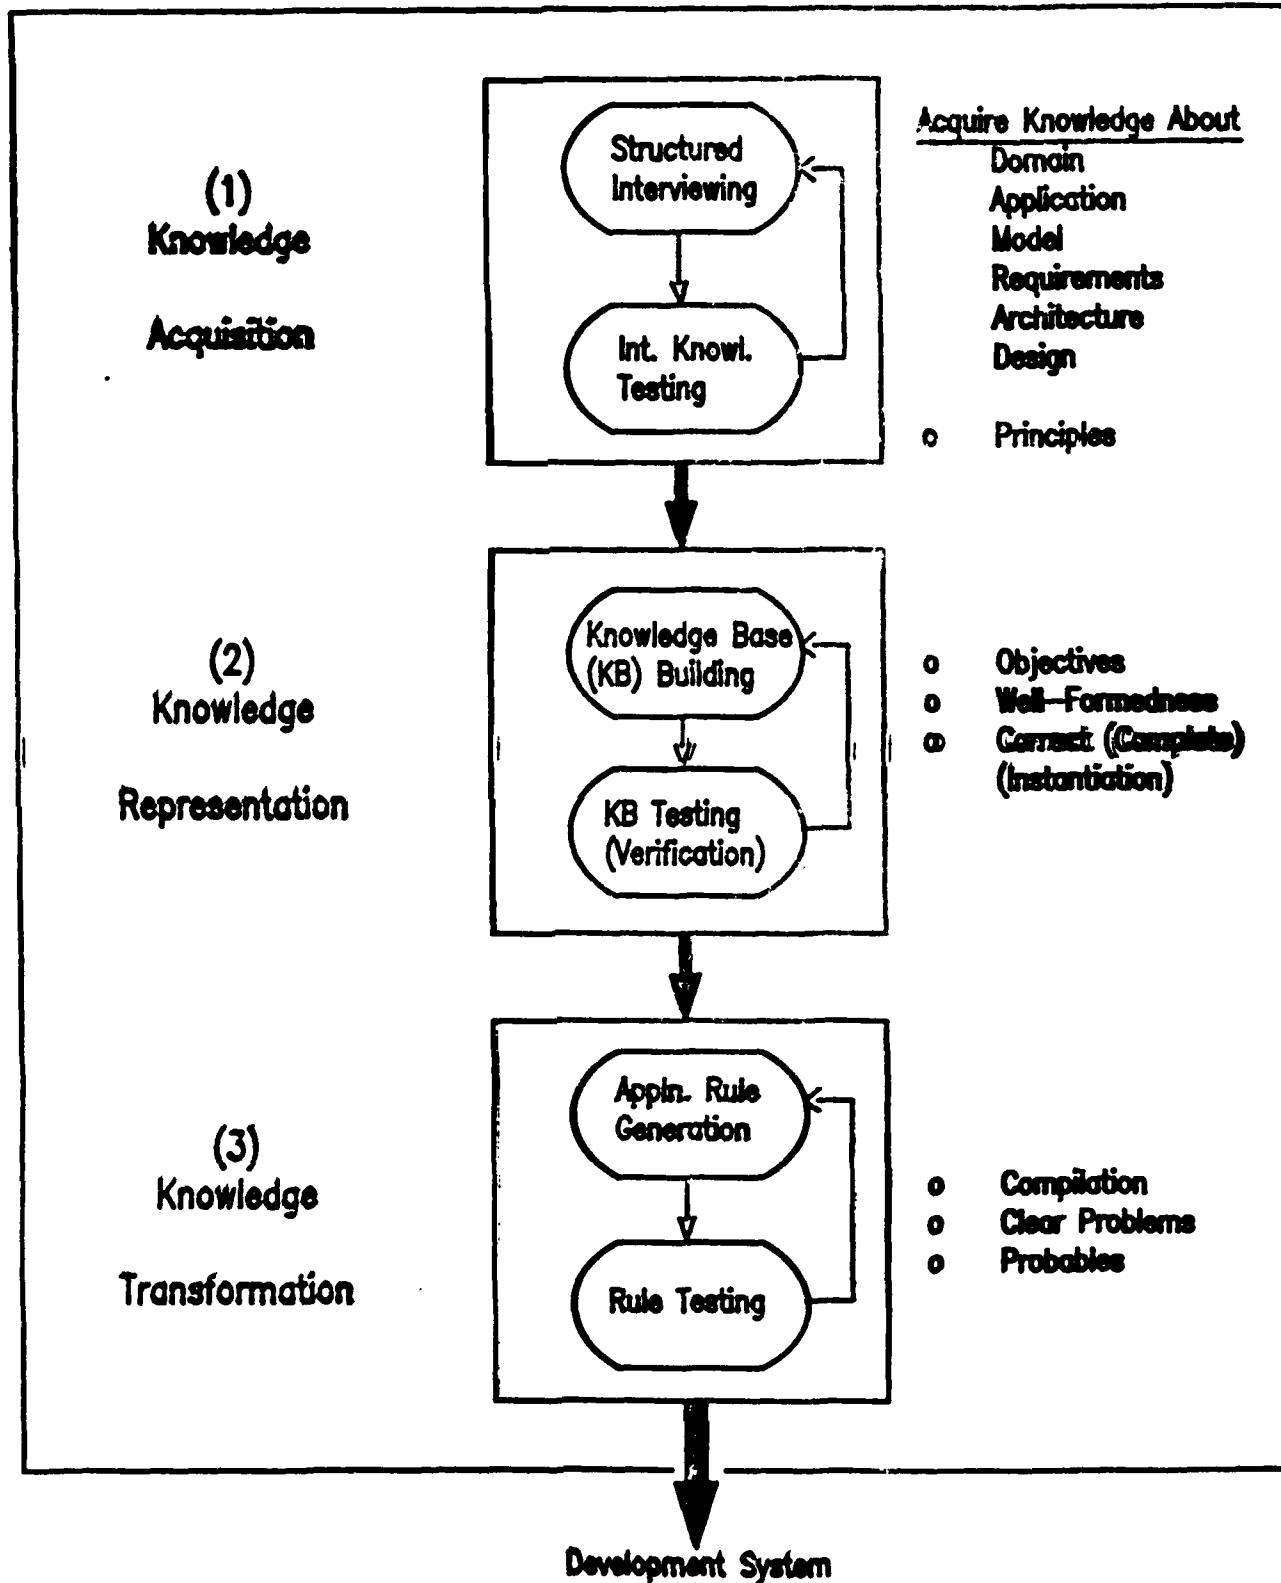 (1)
Knowledge
Acquisition
Structured
Interviewing
Int. Knowl.
Testing
Acquire Knowledge About
Domain
Application
Model
Requirements
Architecture
Design
o Principles
(2)
Knowledge
Representation
Knowledge Base
(KB) Building
KB Testing
(Verification)
o Objectives
o Well-Formedness
o Correct (Complete)
(Instantiation)
(3)
Knowledge
Transformation
Appln. Rule
Generation
Rule Testing
o Compilation
o Clear Problems
o Probables
Development System